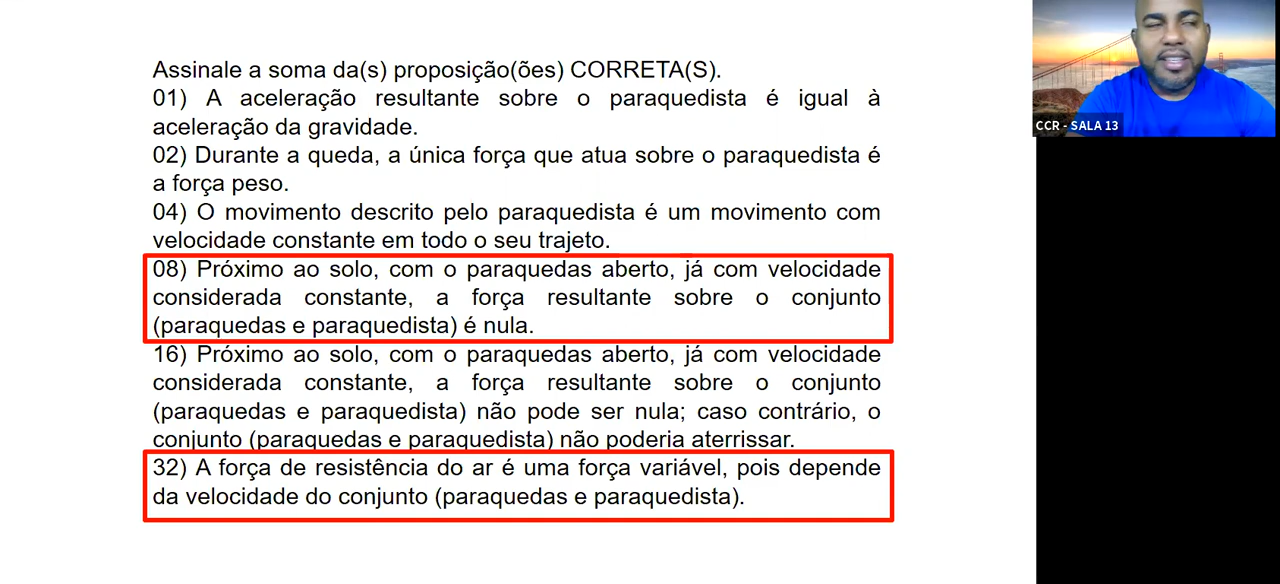 Assinale a soma da(s) proposição(ões) CORRETA(S).
01) A aceleração resultante sobre o paraquedista é igual à
aceleração da gravidade.
02) Durante a queda, a única força que atua sobre o paraquedista é
a força peso.
04) O movimento descrito pelo paraquedista é um movimento com
velocidade constante em todo o seu trajeto.
08) Próximo ao solo, com o paraquedas aberto, já com velocidade
considerada constante, a força resultante sobre o conjunto
(paraquedas e paraquedista) é nula.
16) Próximo ao solo, com o paraquedas aberto, já com velocidade
considerada constante, a força resultante sobre o conjunto
(paraquedas e paraquedista) não pode ser nula; caso contrário, o
conjunto (paraquedas e paraquedista) não poderia aterrissar.
32) A força de resistência do ar é uma força variável, pois depende
da velocidade do conjunto (paraquedas e paraquedista).
CCR - SALA 13